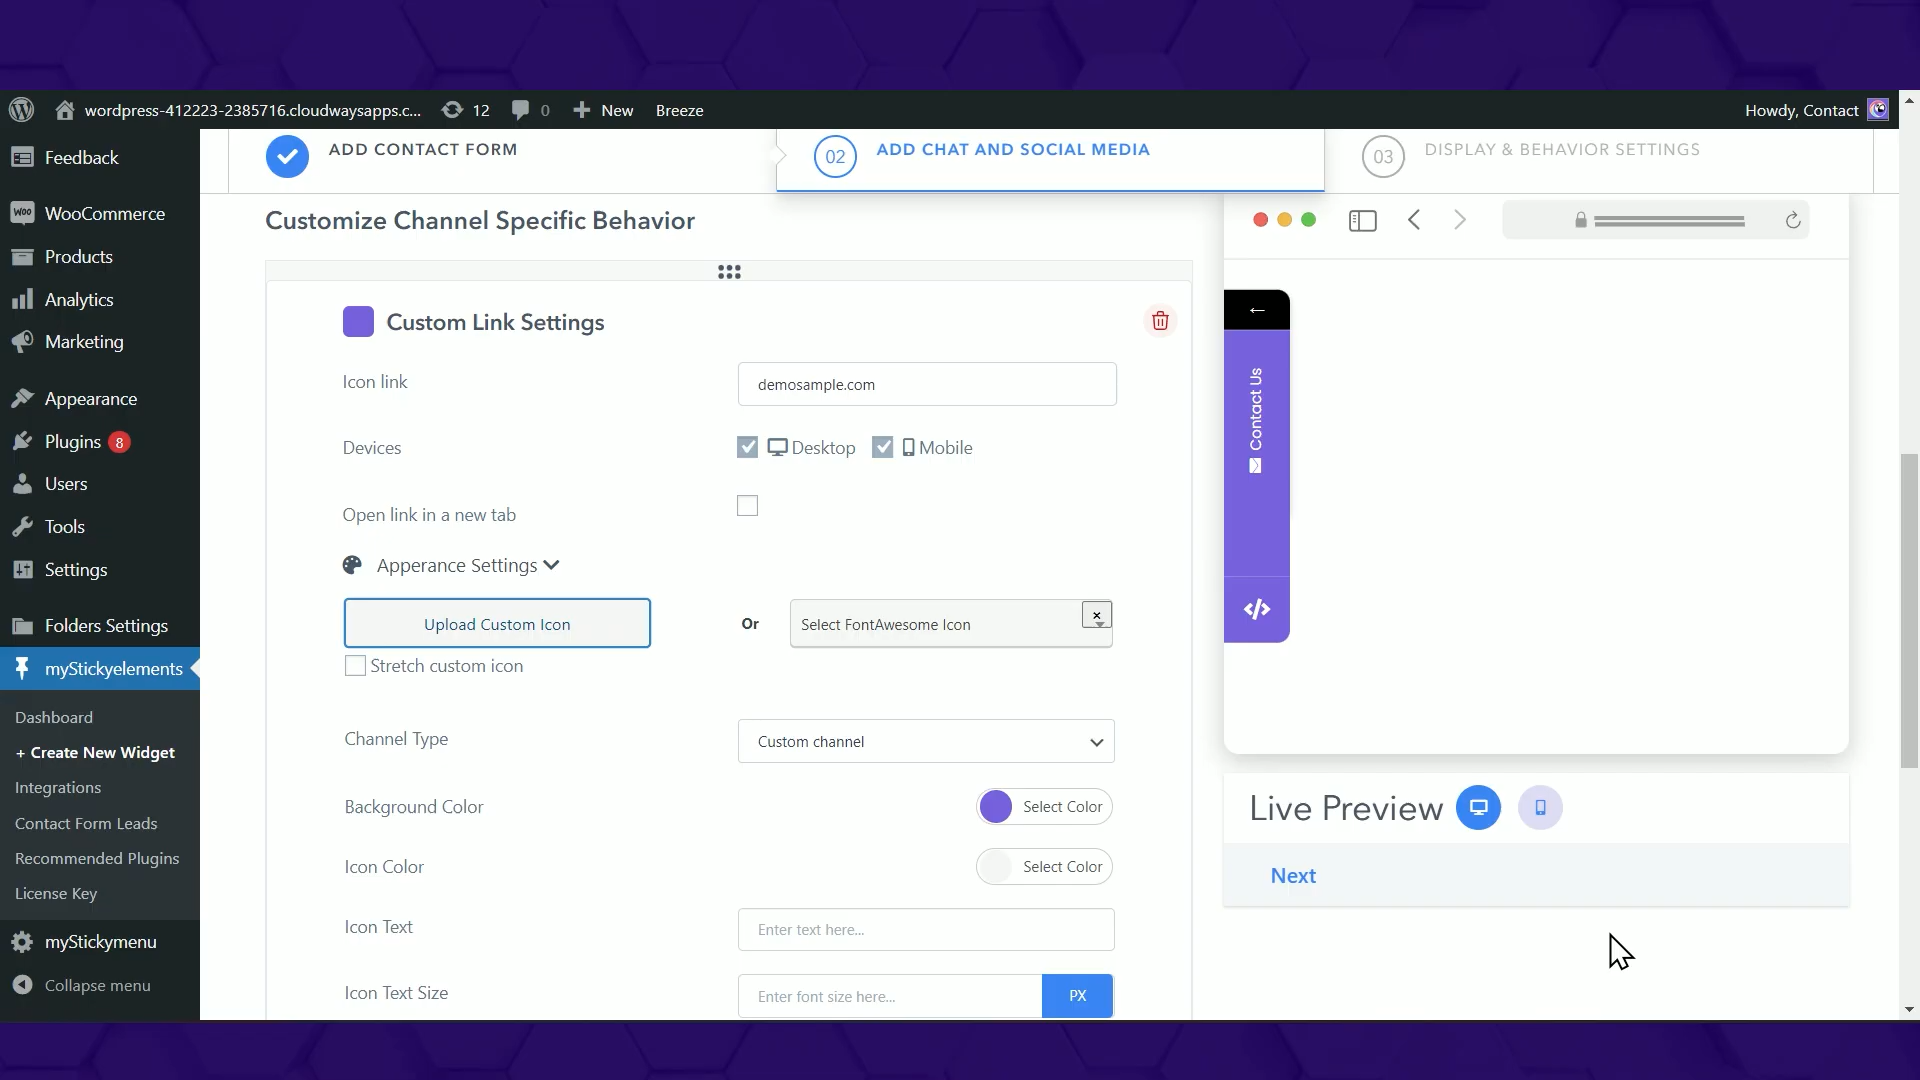 wordpress-412223-2385716.cloudwaysapps.c...
12
0
New
Breeze
Howdy, Contact
Feedback
WooCommerce
Products
Analytics
Marketing
Appearance
Plugins 8
Users
Tools
Settings
Folders Settings
myStickyelements
Dashboard
+ Create New Widget
Integrations
Contact Form Leads
Recommended Plugins
License Key
myStickymenu
Collapse menu
ADD CONTACT FORM
02 ADD CHAT AND SOCIAL MEDIA
03 DISPLAY & BEHAVIOR SETTINGS
Customize Channel Specific Behavior
Custom Link Settings
Icon link
demosample.com
Devices
Desktop
Mobile
Open link in a new tab
Apperance Settings
Upload Custom Icon
Or
Select FontAwesome Icon
Stretch custom icon
Channel Type
Custom channel
Background Color
Select Color
Icon Color
Select Color
Icon Text
Enter text here...
Icon Text Size
Enter font size here...
PX
Contact Us
Live Preview
Next